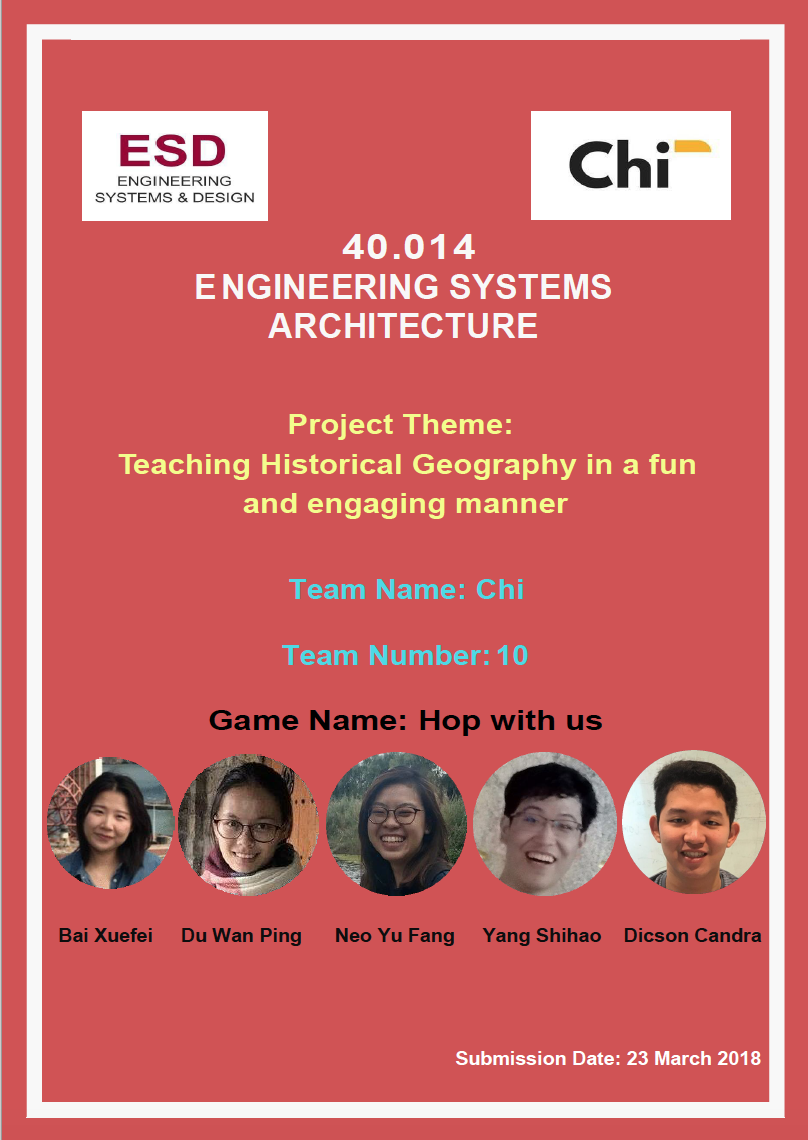 ESD
ENGINEERING
SYSTEMS & DESIGN
Chi
40.014
ENGINEERING SYSTEMS
ARCHITECTURE
Project Theme:
Teaching Historical Geography in a fun
and engaging manner
Team Name: Chi
Team Number: 10
Game Name: Hop with us
Bai Xuefei Du Wan Ping Neo Yu Fang Yang Shihao Dicson Candra
Submission Date: 23 March 2018